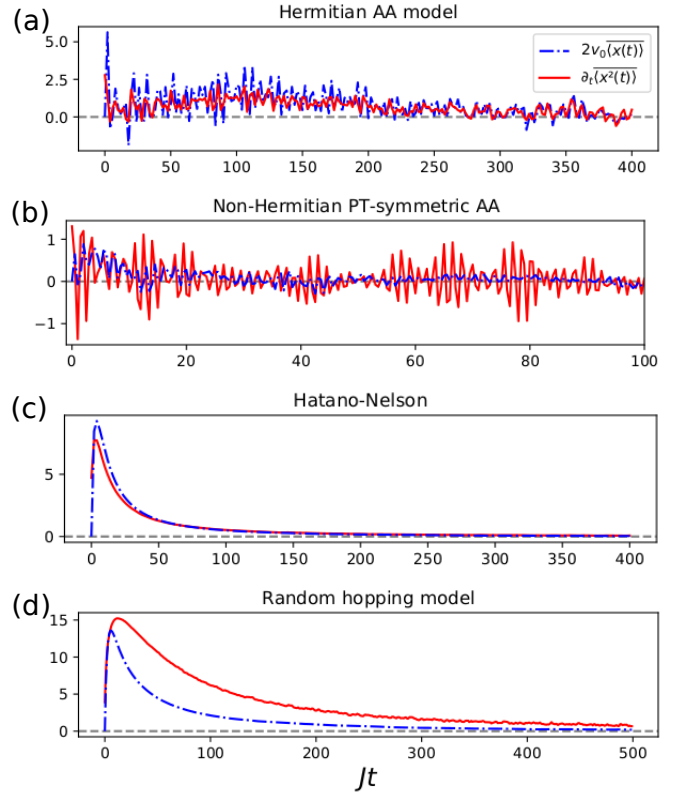 (a)
Hermitian AA model
5.0
2.5
0.0
2v₀⟨x(t)⟩
∂ₜ⟨x²(t)⟩
0 50 100 150 200 250 300 350 400
(b)
Non-Hermitian PT-symmetric AA
1
0
−1
0 20 40 60 80 100
(c)
Hatano-Nelson
5
0
0 50 100 150 200 250 300 350 400
(d)
Random hopping model
15
10
5
0
0 100 200 300 400 500
Jt